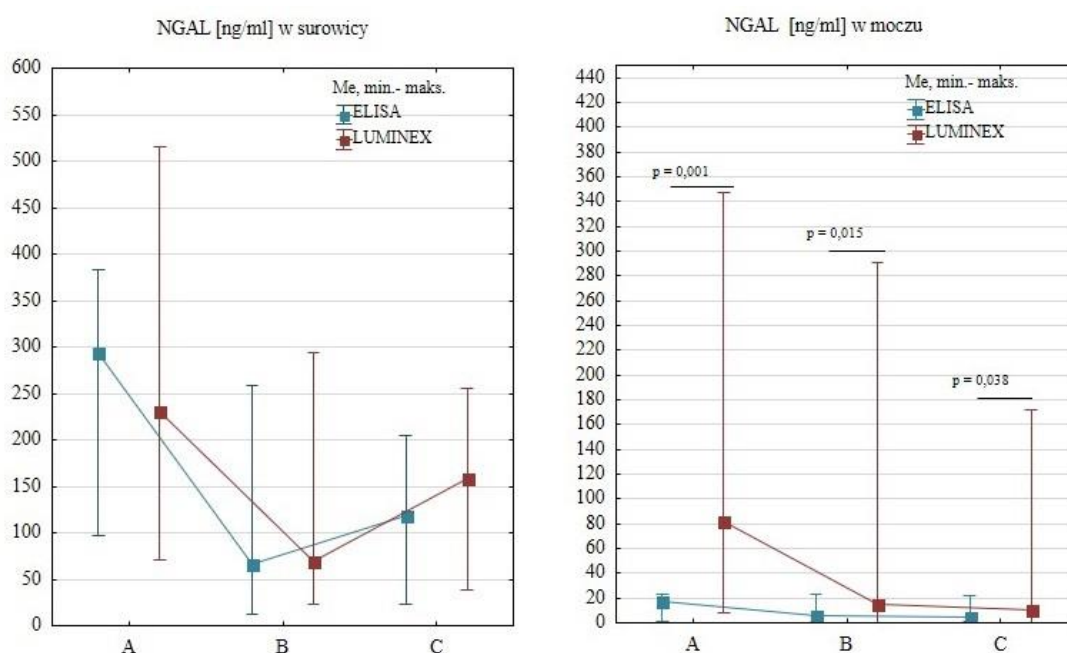 NGAL [ng/ml] w surowicy
600
550
500
450
400
350
300
250
200
150
100
50
0
Me, min.- maks.
ELISA
LUMINEX
A
B
C
NGAL [ng/ml] w moczu
440
420
400
380
360
340
320
300
280
260
240
220
200
180
160
140
120
100
80
60
40
20
0
Me, min.- maks.
ELISA
LUMINEX
p = 0,001
p = 0,015
p = 0,038
A
B
C